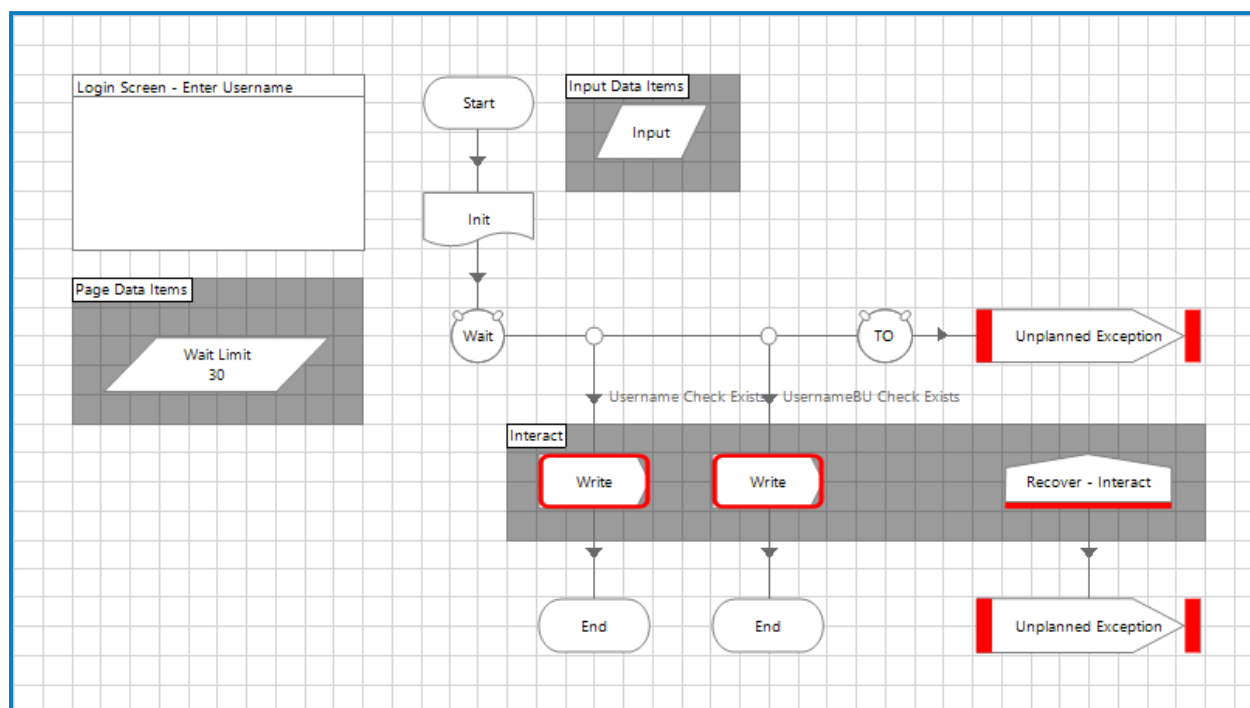 Login Screen - Enter Username
Start
Input Data Items
Input
Init
Page Data Items
Wait Limit
30
Wait
TO
Unplanned Exception
Username Check Exists
UsernameBU Check Exists
Interact
Write
Write
Recover - Interact
End
End
Unplanned Exception